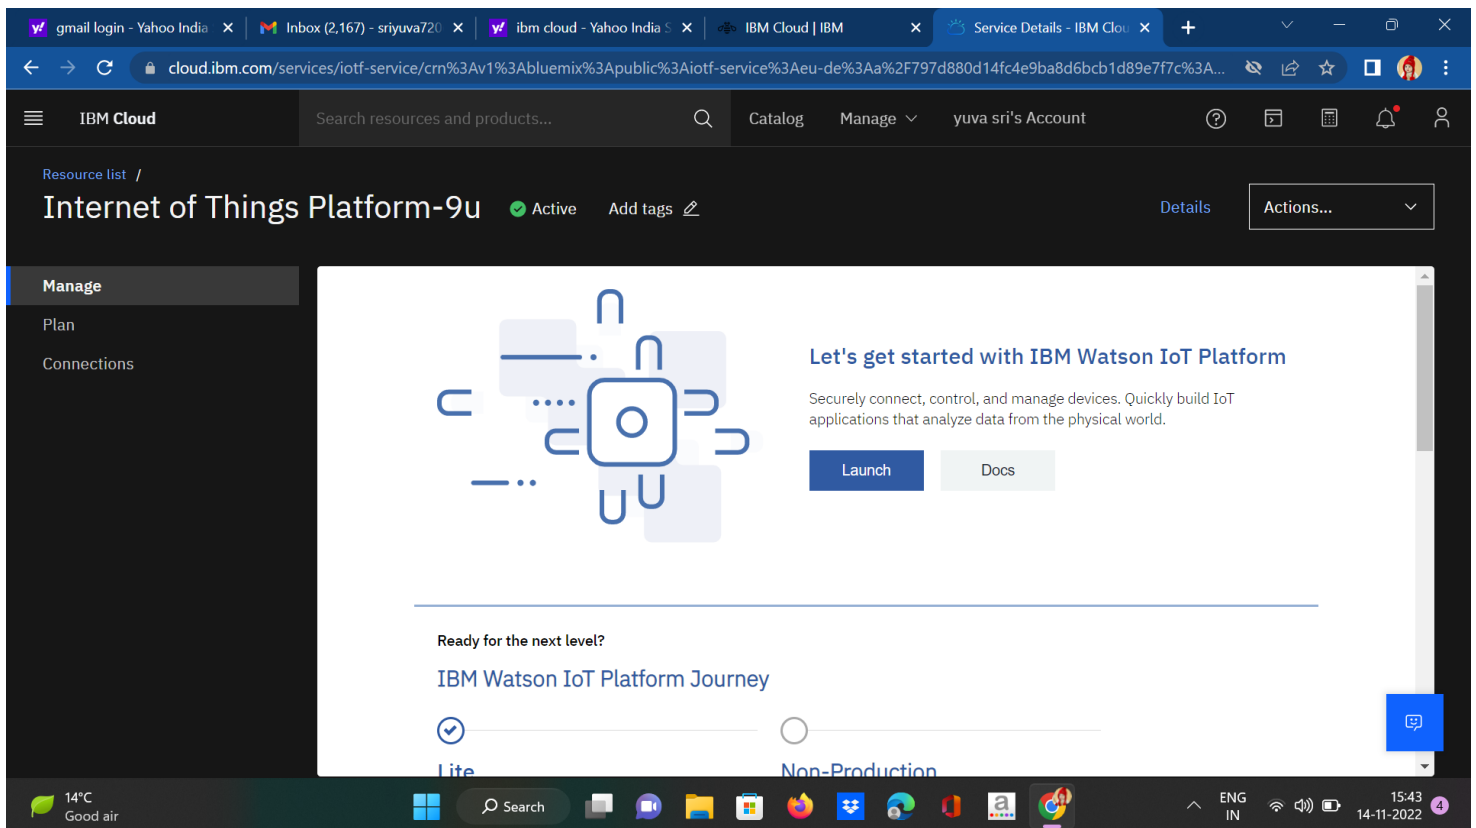 gmail login - Yahoo India
Inbox (2,167) - sriyuva720
ibm cloud - Yahoo India S
IBM Cloud | IBM
Service Details - IBM Clou
cloud.ibm.com/services/iotf-service/crn%3Av1%3Abluemix%3Apublic%3Aiotf-service%3Aeu-de%3Aa%2F797d880d14fc4e9ba8d6bcb1d89e7f7c%3A...
IBM Cloud
Search resources and products...
Catalog
Manage
yuva sri's Account
Resource list /
Internet of Things Platform-9u
Active
Add tags
Details
Actions...
Manage
Plan
Connections
Let's get started with IBM Watson IoT Platform
Securely connect, control, and manage devices. Quickly build IoT
applications that analyze data from the physical world.
Launch
Docs
Ready for the next level?
IBM Watson IoT Platform Journey
Lite
Non-Production
14°C
Good air
Search
ENG
IN
15:43
14-11-2022
4